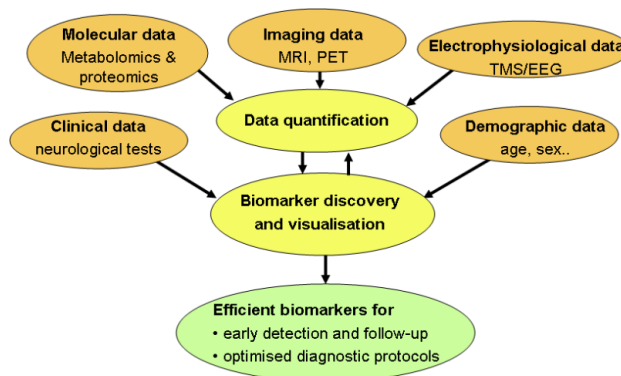 Molecular data
Metabolomics &
proteomics
Imaging data
MRI, PET
Electrophysiological data
TMS/EEG
Data quantification
Clinical data
neurological tests
Demographic data
age, sex..
Biomarker discovery
and visualisation
Efficient biomarkers for
• early detection and follow-up
• optimised diagnostic protocols